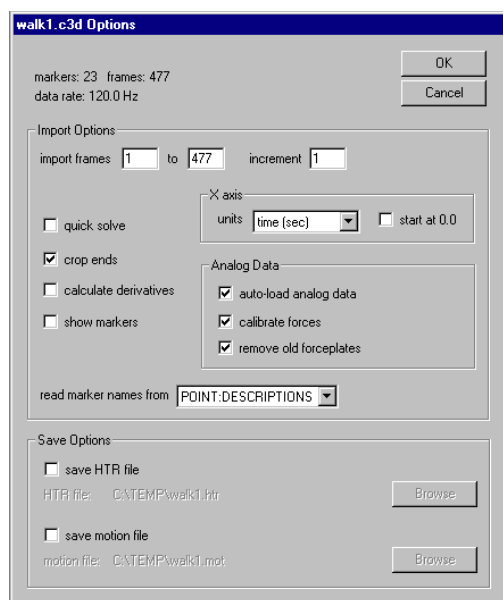 walk1.c3d Options
markers: 23 frames: 477
data rate: 120.0 Hz
OK
Cancel
Import Options
import frames 1 to 477 increment 1
X axis
units time (sec) start at 0.0
quick solve
crop ends
calculate derivatives
show markers
Analog Data
auto-load analog data
calibrate forces
remove old forceplates
read marker names from POINT:DESCRIPTIONS
Save Options
save HTR file
HTR file: C:\TEMP\walk1.htr Browse
save motion file
motion file: C:\TEMP\walk1.mot Browse